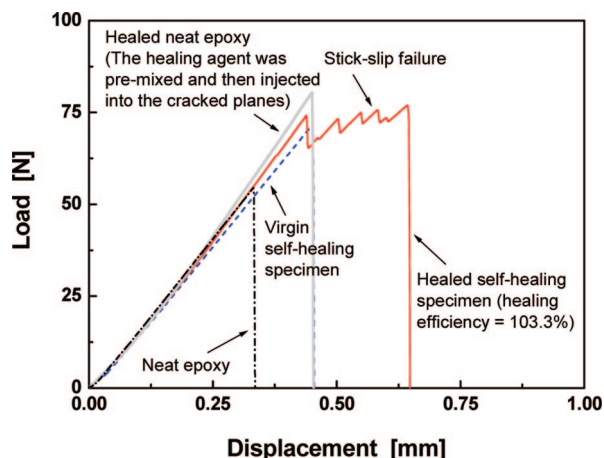 100
Healed neat epoxy
(The healing agent was
pre-mixed and then injected
into the cracked planes)
Stick-slip failure
75
Load [N]
50
Virgin
self-healing
specimen
Healed self-healing
specimen (healing
efficiency = 103.3%)
25
Neat epoxy
0
0.00
0.25
0.50
0.75
1.00
Displacement [mm]